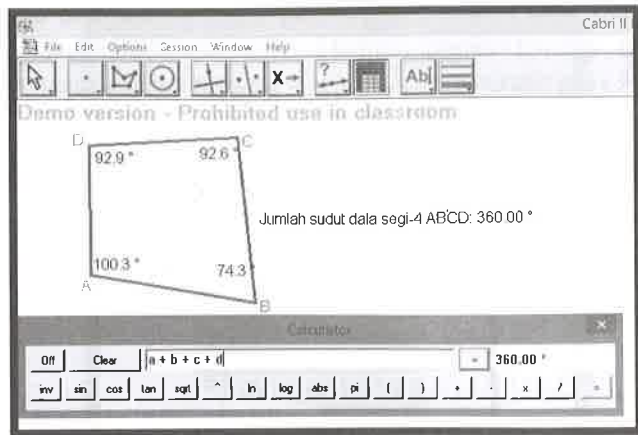 Cabri II
File Edit Options Session Window Help
? X Abl
Demo version - Prohibited use in classroom
D C
92.9 ° 92.6 °
Jumlah sudut dala segi-4 ABCD: 360.00 °
100.3 ° 74.3
A B
Calculator
Off Clear a + b + c + d = 360.00 °
inv sin cos tan sqrt ^ ln log abs pi ( ) + - x /